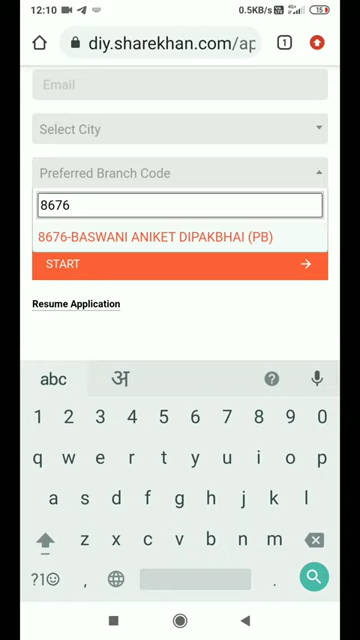 12:10 0.5KB/s 15
diy.sharekhan.com/ap 1
Email
Select City
Preferred Branch Code
8676
8676-BASWANI ANIKET DIPAKBHAI (PB)
START
Resume Application
abc अ ?
1 2 3 4 5 6 7 8 9 0
q w e r t y u i o p
a s d f g h j k l
z x c v b n m
?1☺ , .